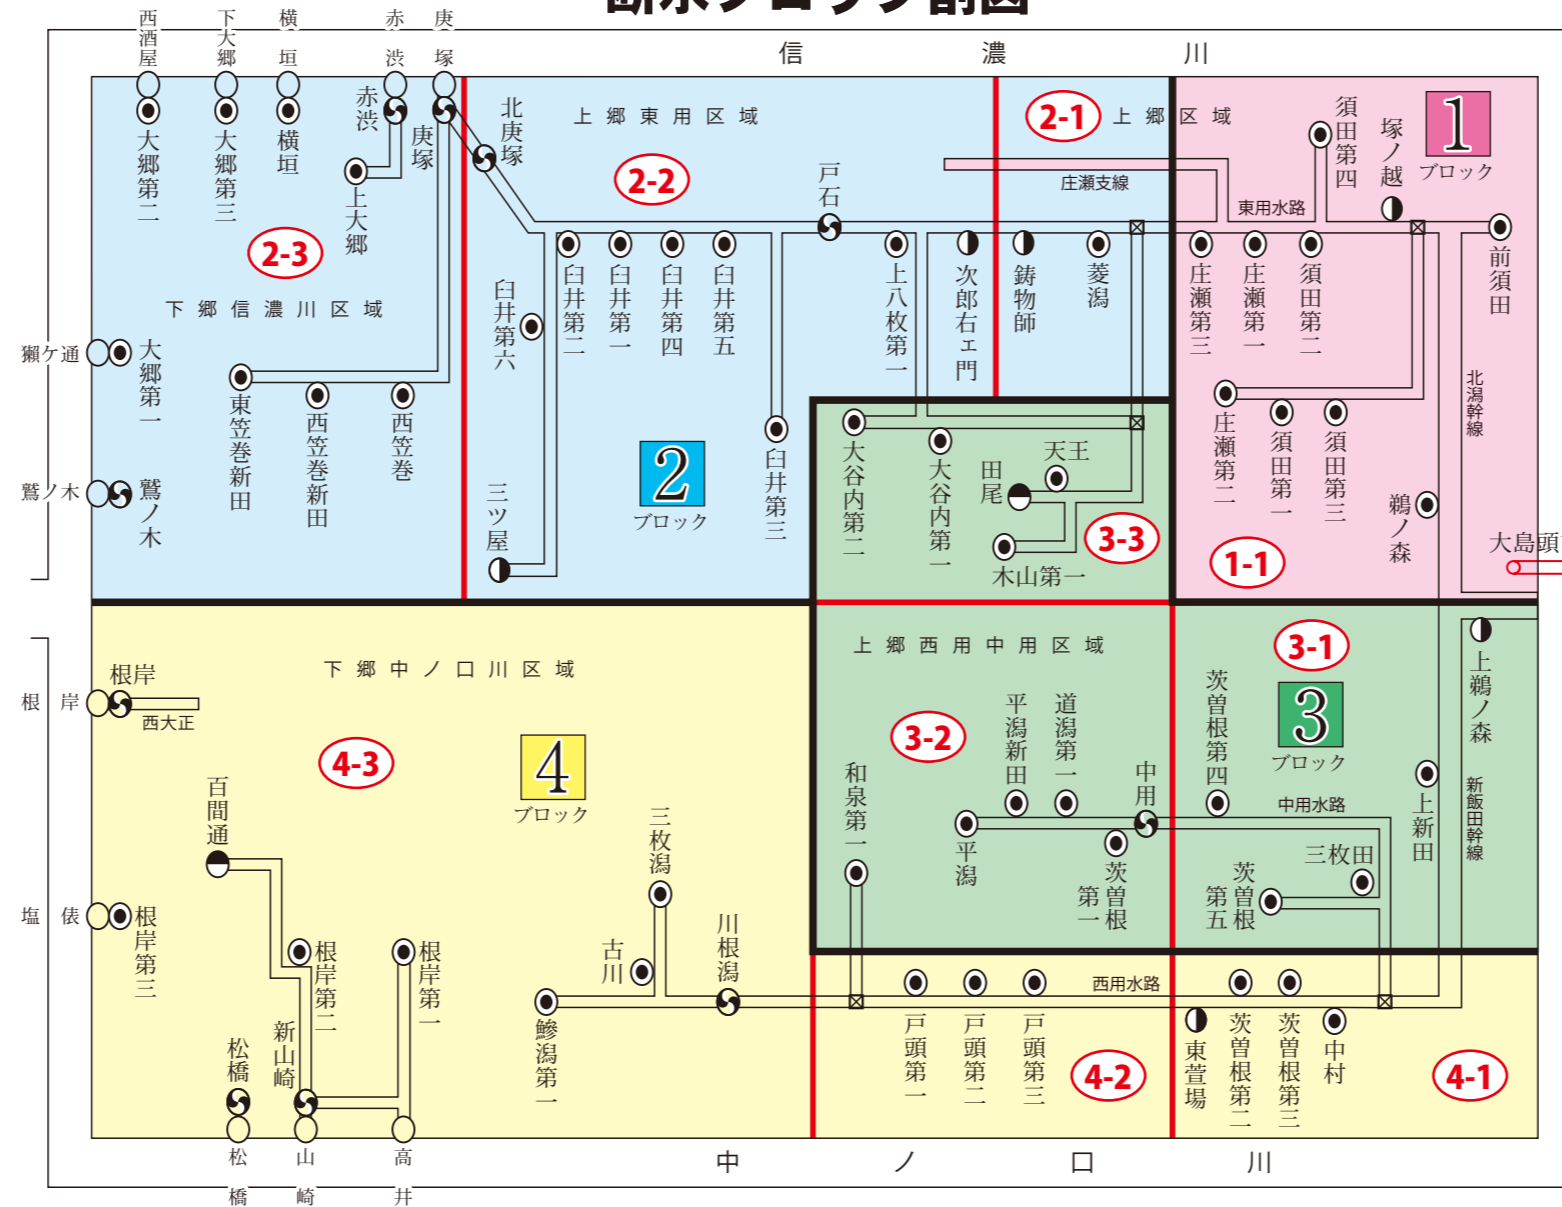 断水ブロック割図
信濃川
西酒屋
下大郷
横垣
赤渋
庚塚
大郷第二
大郷第三
横垣
赤渋
庚塚
上大郷
北庚塚
上郷東用区域
2-2
2-1
上郷区域
須田第四
塚ノ越
1
ブロック
戸石
庄瀬支線
東用水路
2-3
下郷信濃川区域
臼井第六
臼井第二
臼井第一
臼井第四
臼井第五
上八枚第一
次郎右ェ門
鋳物師
菱潟
庄瀬第三
庄瀬第一
須田第二
前須田
獺ケ通
大郷第一
東笠巻新田
西笠巻新田
西笠巻
鷲ノ木
鷲ノ木
三ツ屋
2
ブロック
臼井第三
大谷内第二
大谷内第一
天王
田尾
木山第一
3-3
庄瀬第二
須田第一
須田第三
鵜ノ森
北潟幹線
1-1
大島頭
下郷中ノ口川区域
上郷西用中用区域
3-1
3
ブロック
上鵜ノ森
根岸
根岸
西大正
4-3
4
ブロック
百間通
三枚潟
3-2
和泉第一
平潟新田
道潟第一
中用
平潟
茨曽根第一
茨曽根第四
中用水路
三枚田
茨曽根第五
上新田
新飯田幹線
塩俵
根岸第三
根岸第二
根岸第一
古川
川根潟
鰺潟第一
新山崎
松橋
西用水路
戸頭第一
戸頭第二
戸頭第三
4-2
東萱場
茨曽根第二
茨曽根第三
中村
4-1
松橋
山崎
高井
中ノ口川